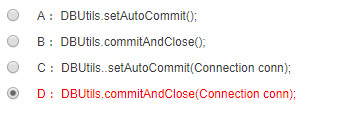 A： DBUtils.setAutoCommit();
B： DBUtils.commitAndClose();
C： DBUtils..setAutoCommit(Connection conn);
D： DBUtils.commitAndClose(Connection conn);